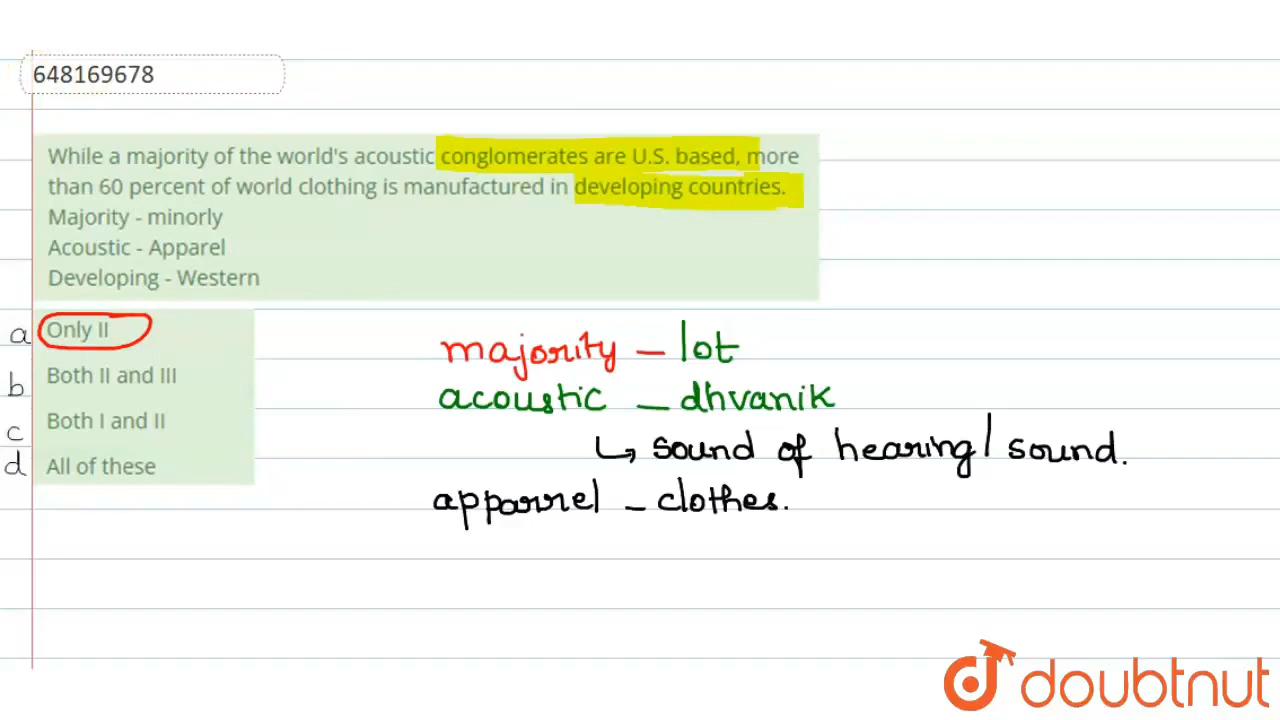 648169678
While a majority of the world's acoustic conglomerates are U.S. based, more
than 60 percent of world clothing is manufactured in developing countries.
Majority - minorly
Acoustic - Apparel
Developing - Western
a Only II
b Both II and III
c Both I and II
d All of these
majority - lot
acoustic - dhvanik
↳ sound of hearing/sound.
apparrel - clothes.
doubtnut